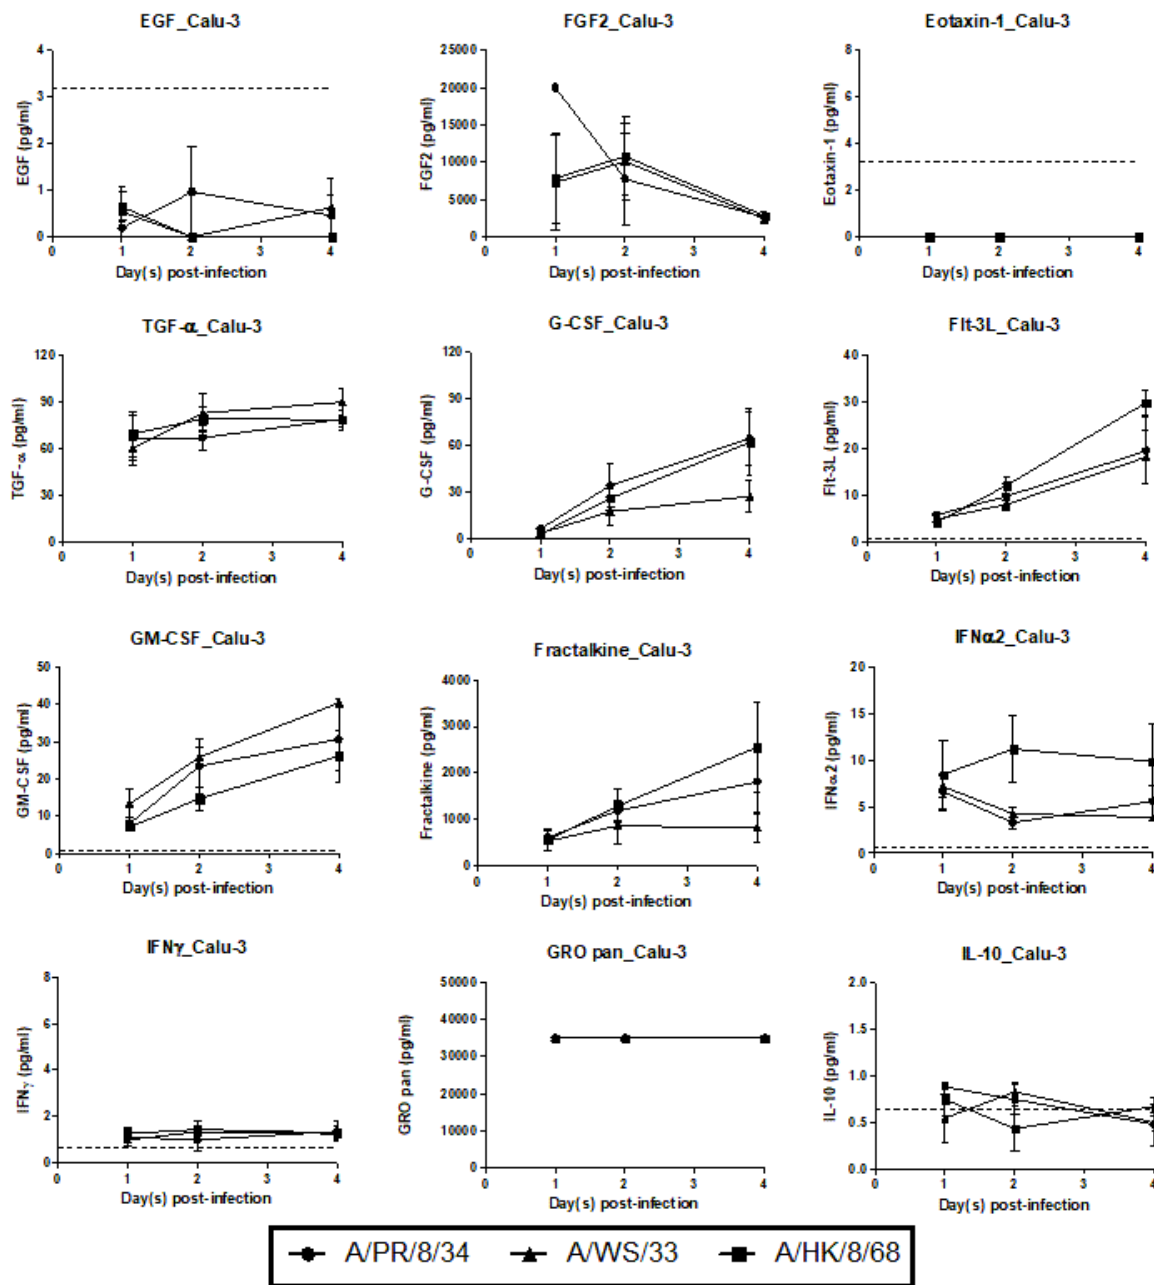 EGF_Calu-3
EGF (pg/ml)
4
3
2
1
0
0 1 2 3 4
Day(s) post-infection
FGF2_Calu-3
FGF2 (pg/ml)
25000
20000
15000
10000
5000
0
0 1 2 3 4
Day(s) post-infection
Eotaxin-1_Calu-3
Eotaxin-1 (pg/ml)
8
6
4
2
0
0 1 2 3 4
Day(s) post-infection
TGF-α_Calu-3
TGF-α (pg/ml)
120
90
60
30
0
0 1 2 3 4
Day(s) post-infection
G-CSF_Calu-3
G-CSF (pg/ml)
120
90
60
30
0
0 1 2 3 4
Day(s) post-infection
Flt-3L_Calu-3
Flt-3L (pg/ml)
40
30
20
10
0
0 1 2 3 4
Day(s) post-infection
GM-CSF_Calu-3
GM-CSF (pg/ml)
50
40
30
20
10
0
0 1 2 3 4
Day(s) post-infection
Fractalkine_Calu-3
Fractalkine (pg/ml)
4000
3000
2000
1000
0
0 1 2 3 4
Day(s) post-infection
IFNα2_Calu-3
IFNα2 (pg/ml)
20
15
10
5
0
0 1 2 3 4
Day(s) post-infection
IFNγ_Calu-3
IFNγ (pg/ml)
8
6
4
2
0
0 1 2 3 4
Day(s) post-infection
GRO pan_Calu-3
GRO pan (pg/ml)
50000
40000
30000
20000
10000
0
0 1 2 3 4
Day(s) post-infection
IL-10_Calu-3
IL-10 (pg/ml)
2.0
1.5
1.0
0.5
0.0
0 1 2 3 4
Day(s) post-infection
A/PR/8/34 A/WS/33 A/HK/8/68